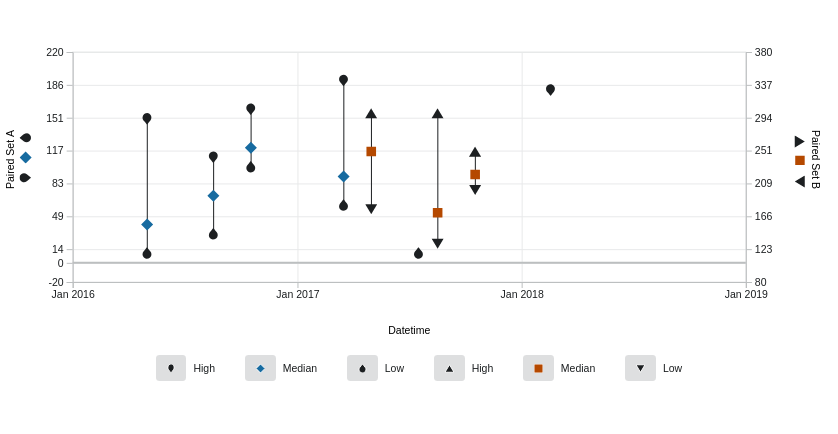 220
186
151
117
83
49
14
0
-20
Paired Set A
380
337
294
251
209
166
123
80
Paired Set B
Jan 2016
Jan 2017
Jan 2018
Jan 2019
Datetime
High
Median
Low
High
Median
Low